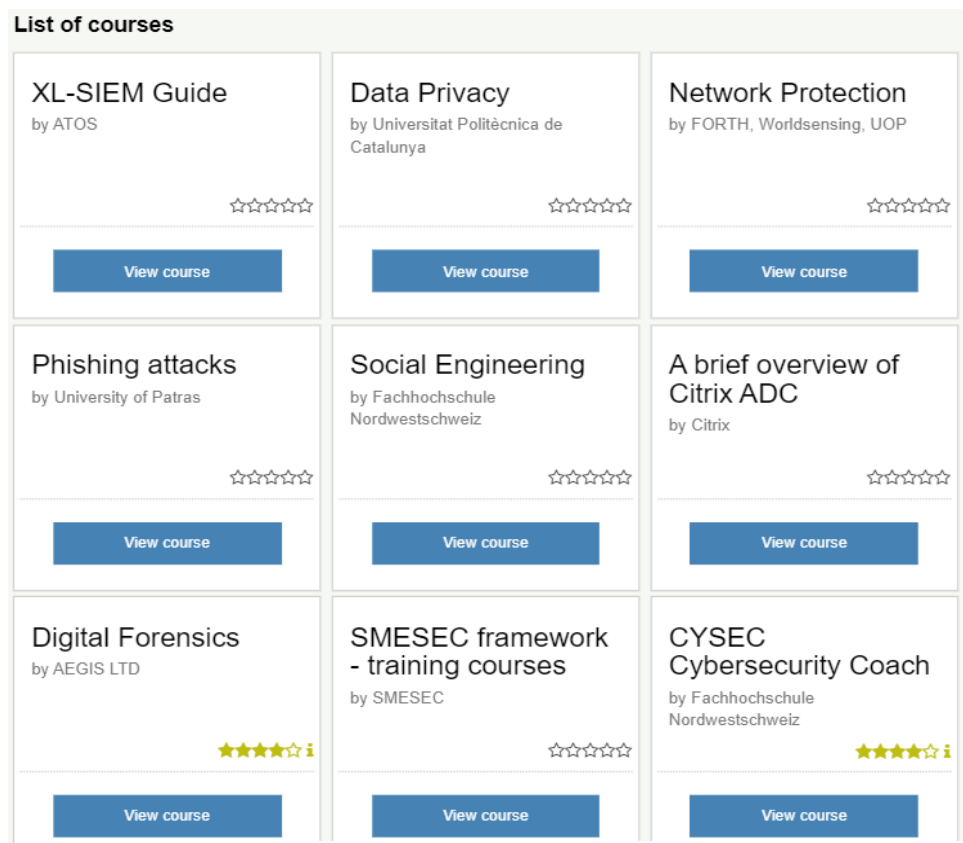 List of courses
XL-SIEM Guide
by ATOS
View course
Data Privacy
by Universitat Politècnica de
Catalunya
View course
Network Protection
by FORTH, Worldsensing, UOP
View course
Phishing attacks
by University of Patras
View course
Social Engineering
by Fachhochschule
Nordwestschweiz
View course
A brief overview of
Citrix ADC
by Citrix
View course
Digital Forensics
by AEGIS LTD
i
View course
SMESEC framework
- training courses
by SMESEC
View course
CYSEC
Cybersecurity Coach
by Fachhochschule
Nordwestschweiz
i
View course